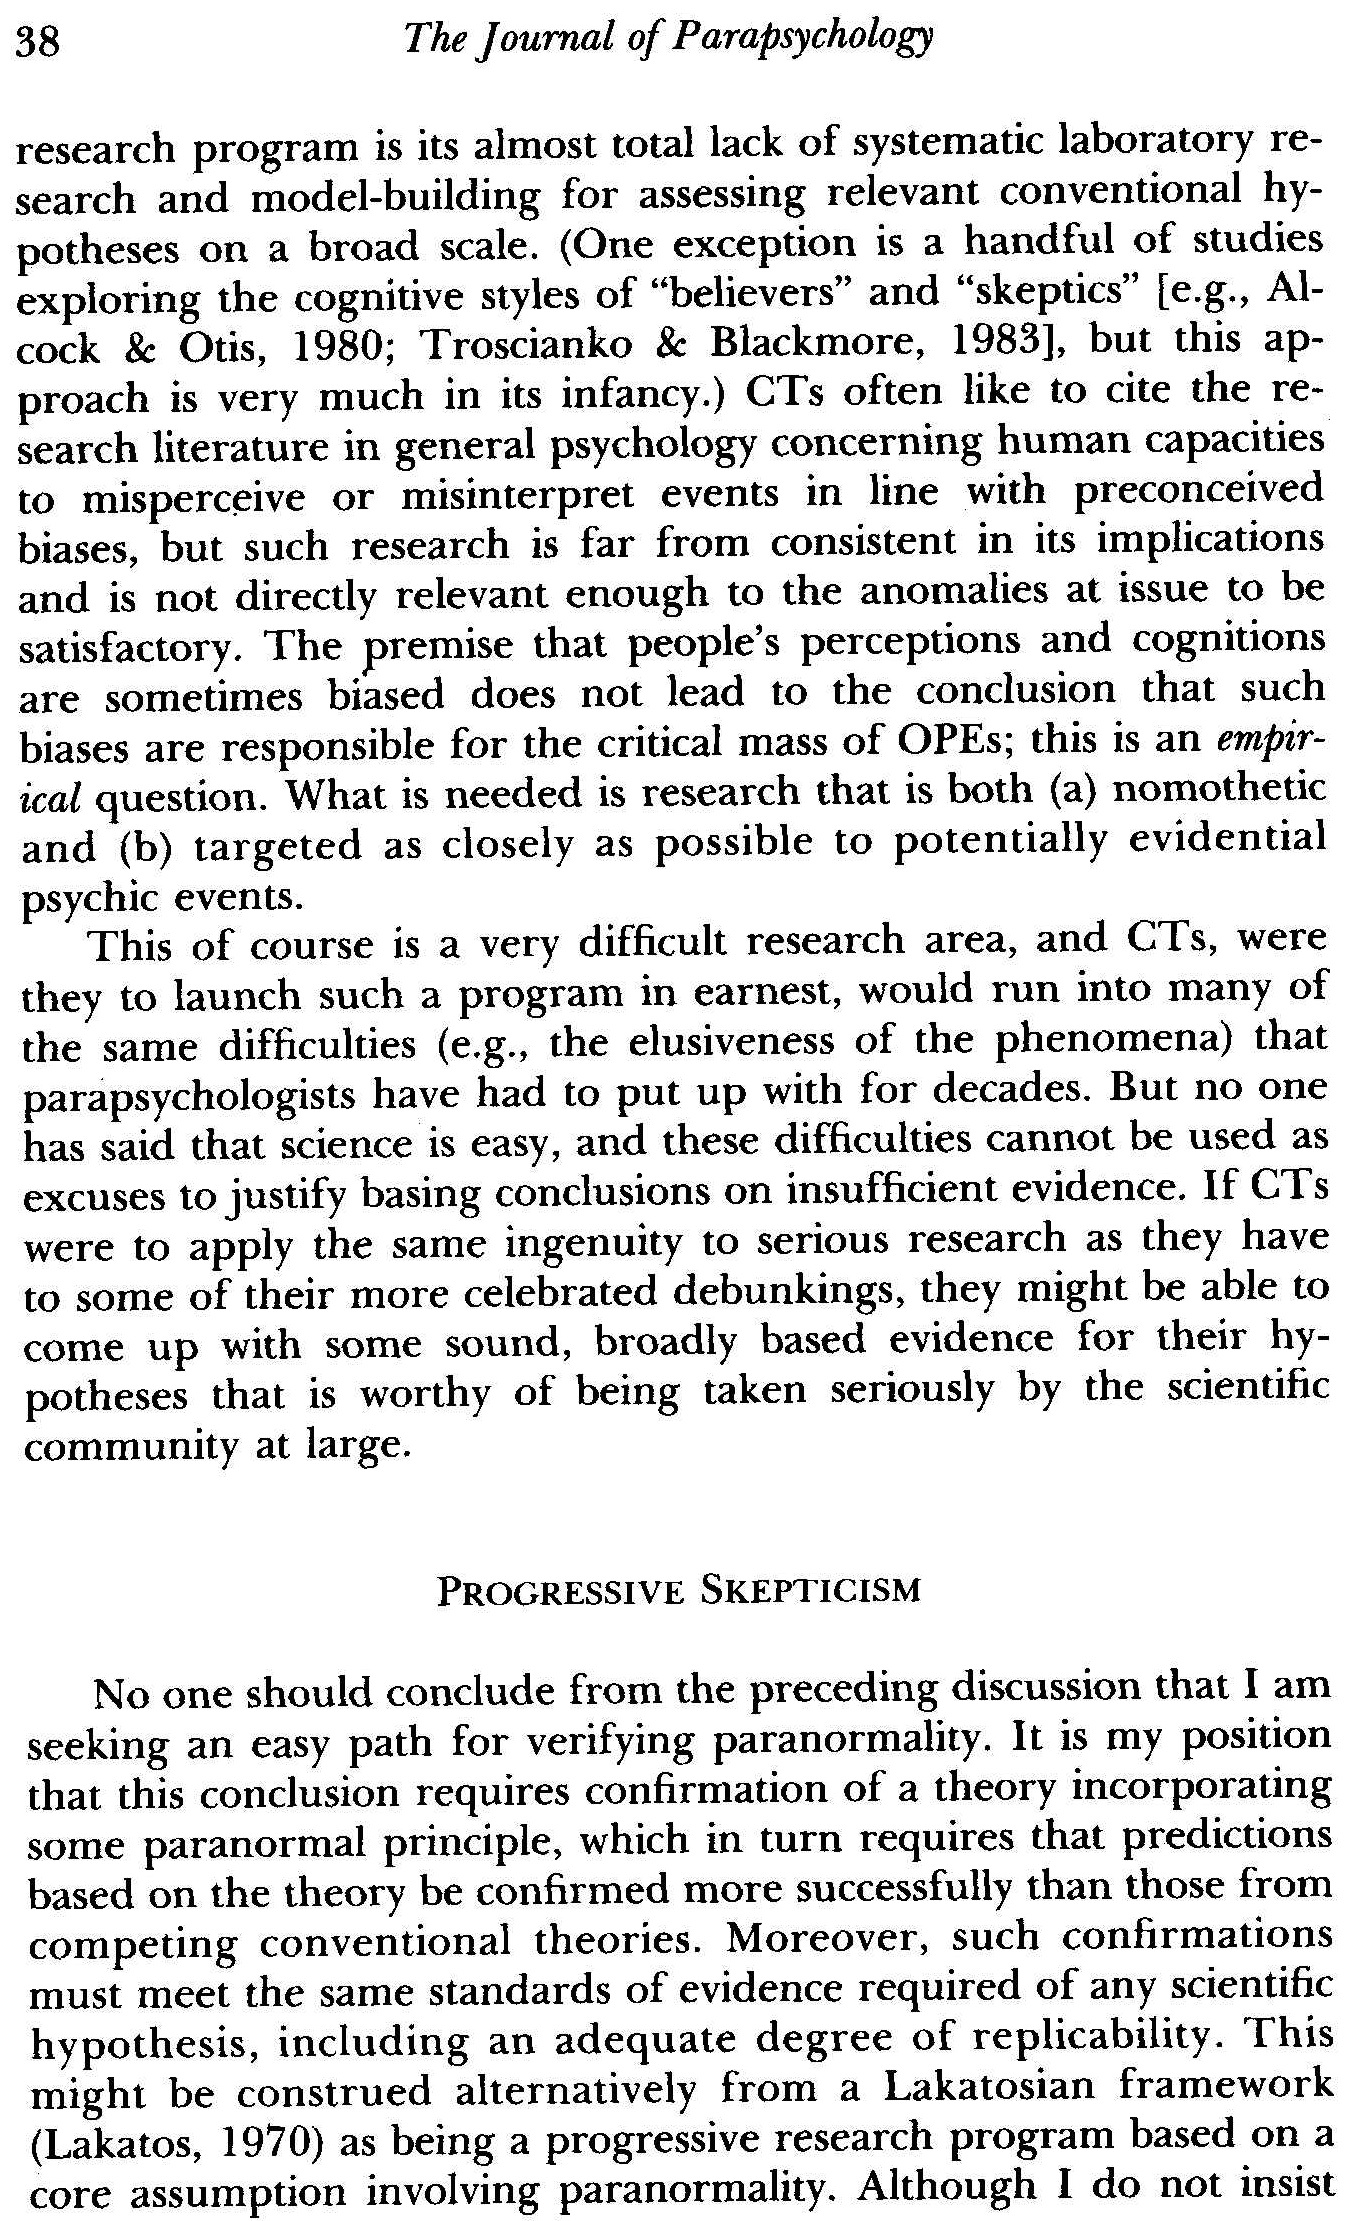 38 The Journal of Parapsychology
research program is its almost total lack of systematic laboratory re-
search and model-building for assessing relevant conventional hy-
potheses on a broad scale. (One exception is a handful of studies
exploring the cognitive styles of “believers” and “skeptics” [e.g., Al-
cock & Otis, 1980; Troscianko & Blackmore, 1983], but this ap-
proach is very much in its infancy.) CTs often like to cite the re-
search literature in general psychology concerning human capacities
to misperceive or misinterpret events in line with preconceived
biases, but such research is far from consistent in its implications
and is not directly relevant enough to the anomalies at issue to be
satisfactory. The premise that people’s perceptions and cognitions
are sometimes biased does not lead to the conclusion that such
biases are responsible for the critical mass of OPEs; this is an empir-
ical question. What is needed is research that is both (a) nomothetic
and (b) targeted as closely as possible to potentially evidential
psychic events.
This of course is a very difficult research area, and CTs, were
they to launch such a program in earnest, would run into many of
the same difficulties (e.g., the elusiveness of the phenomena) that
parapsychologists have had to put up with for decades. But no one
has said that science is easy, and these difficulties cannot be used as
excuses to justify basing conclusions on insufficient evidence. If CTs
were to apply the same ingenuity to serious research as they have
to some of their more celebrated debunkings, they might be able to
come up with some sound, broadly based evidence for their hy-
potheses that is worthy of being taken seriously by the scientific
community at large.
PROGRESSIVE SKEPTICISM
No one should conclude from the preceding discussion that I am
seeking an easy path for verifying paranormality. It is my position
that this conclusion requires confirmation of a theory incorporating
some paranormal principle, which in turn requires that predictions
based on the theory be confirmed more successfully than those from
competing conventional theories. Moreover, such confirmations
must meet the same standards of evidence required of any scientific
hypothesis, including an adequate degree of replicability. This
might be construed alternatively from a Lakatosian framework
(Lakatos, 1970) as being a progressive research program based on a
core assumption involving paranormality. Although I do not insist